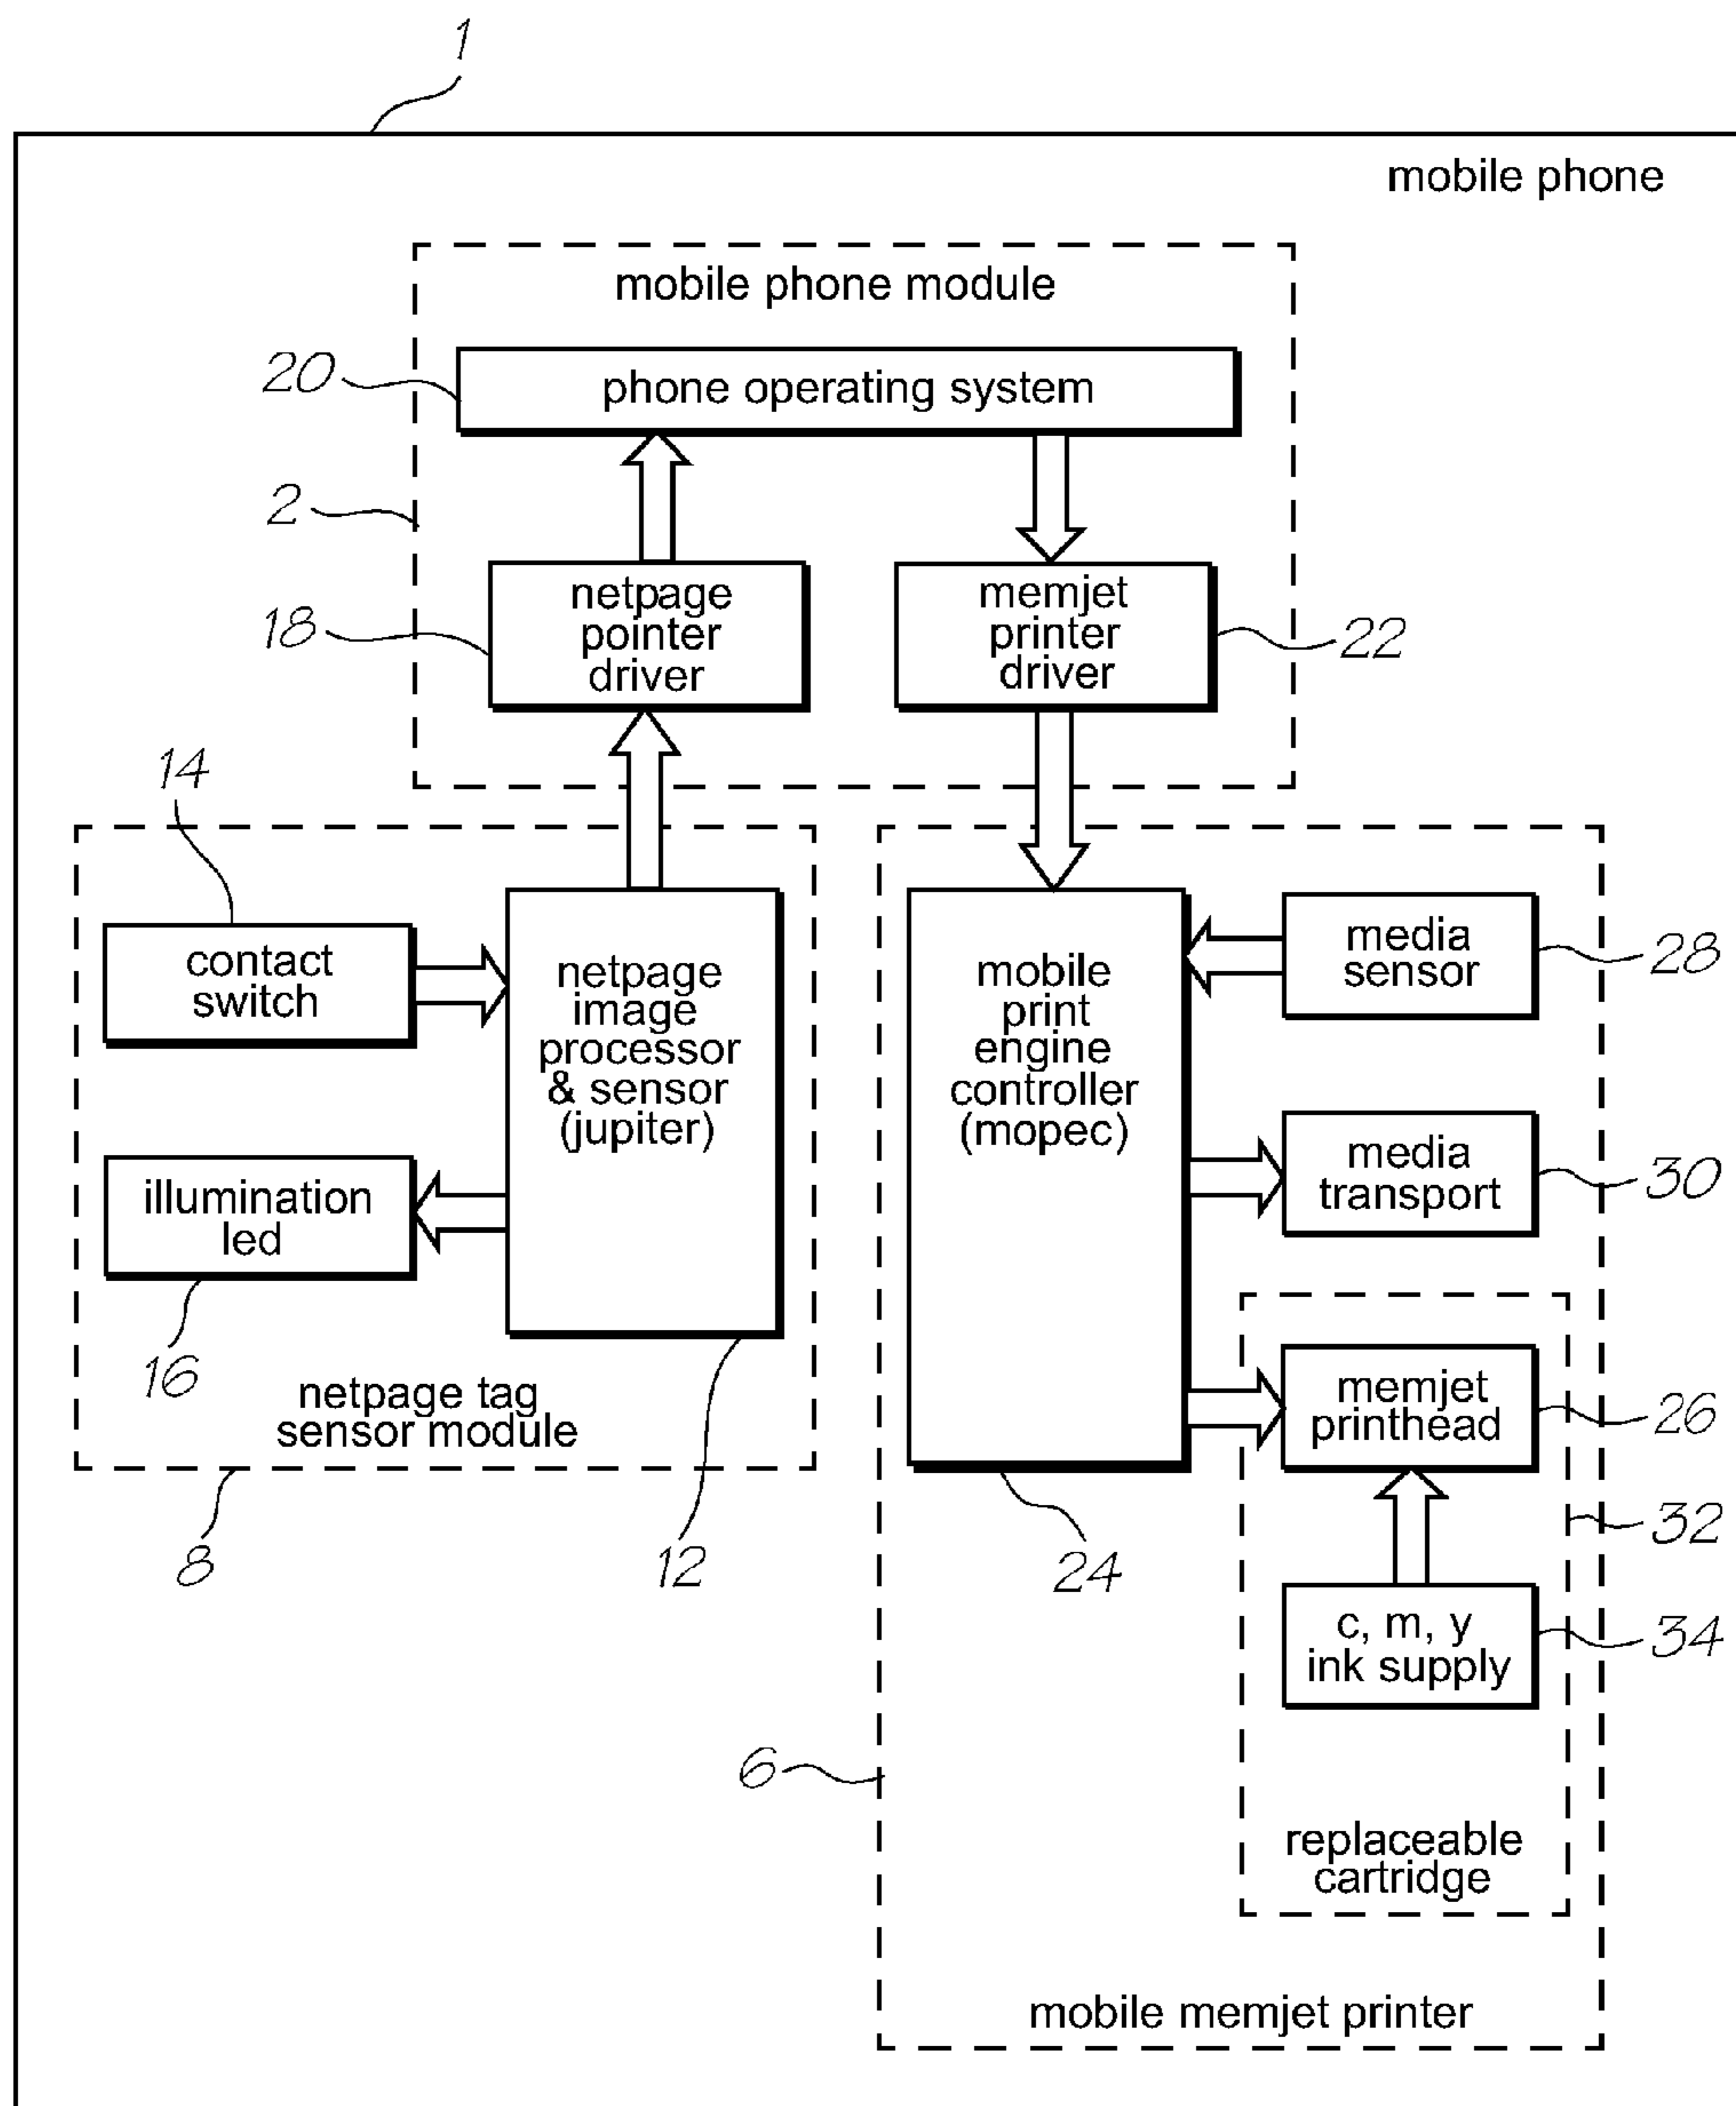 1
mobile phone
mobile phone module
20
phone operating system
2
netpage
pointer
driver
18
memjet
printer
driver
22
14
contact
switch
netpage
image
processor
& sensor
(jupiter)
illumination
led
16
netpage tag
sensor module
8
12
mobile
print
engine
controller
(mopec)
media
sensor
28
media
transport
30
memjet
printhead
26
24
32
c, m, y
ink supply
34
6
replaceable
cartridge
mobile memjet printer